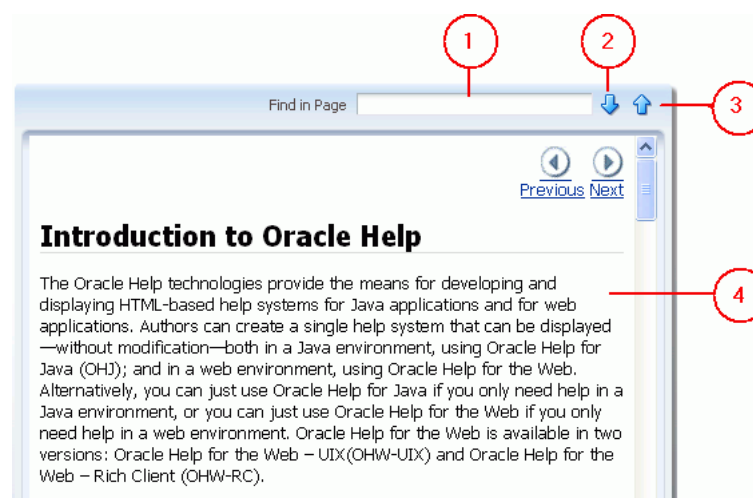 1
2
3
Find in Page
Previous Next
Introduction to Oracle Help
The Oracle Help technologies provide the means for developing and
displaying HTML-based help systems for Java applications and for web
applications. Authors can create a single help system that can be displayed
—without modification—both in a Java environment, using Oracle Help for
Java (OHJ); and in a web environment, using Oracle Help for the Web.
Alternatively, you can just use Oracle Help for Java if you only need help in a
Java environment, or you can just use Oracle Help for the Web if you only
need help in a web environment. Oracle Help for the Web is available in two
versions: Oracle Help for the Web – UIX(OHW-UIX) and Oracle Help for the
Web – Rich Client (OHW-RC).
4